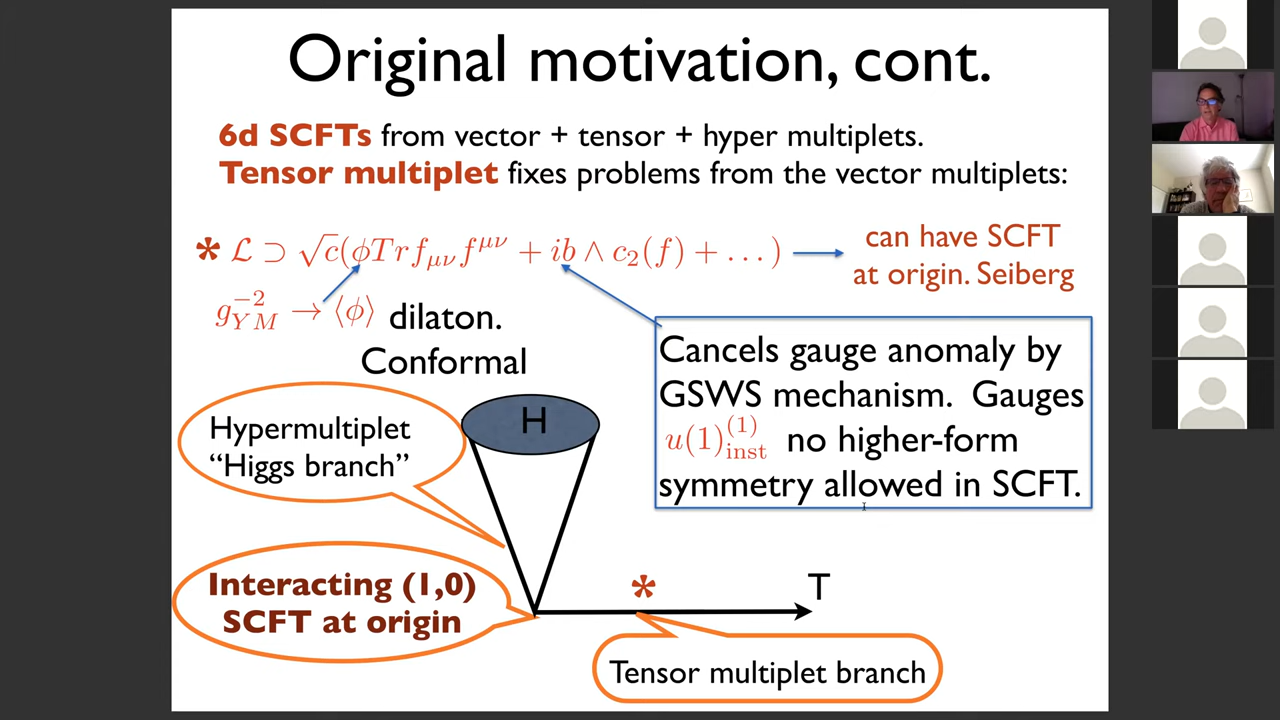 Original motivation, cont.
6d SCFTs from vector + tensor + hyper multiplets.
Tensor multiplet fixes problems from the vector multiplets:
* ℒ ⊃ √c(ϕTr f_{μν} f^{μν} + ib ∧ c₂(f) + …)
can have SCFT
at origin. Seiberg
g_{YM}^{-2} → ⟨ϕ⟩ dilaton.
Conformal
Cancels gauge anomaly by
GSWS mechanism. Gauges
u(1)_{inst}^{(1)} no higher-form
symmetry allowed in SCFT.
H
Hypermultiplet
“Higgs branch”
Interacting (1,0)
SCFT at origin
*
T
Tensor multiplet branch